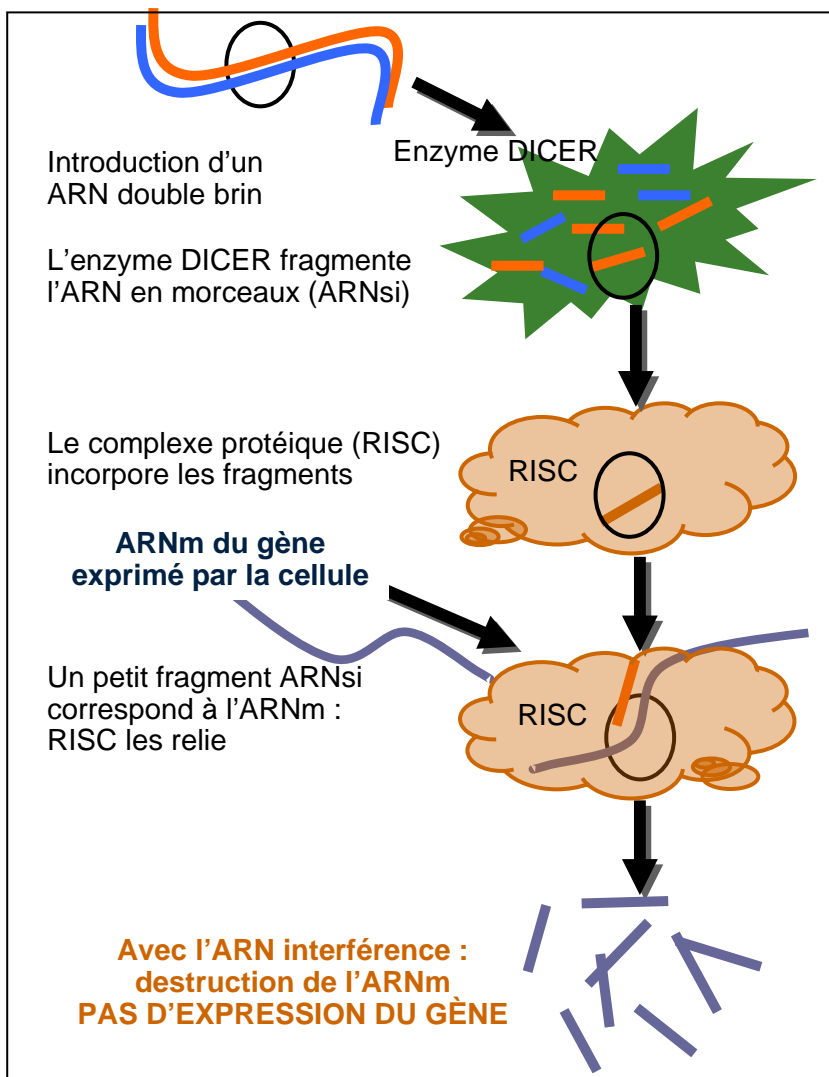 Enzyme DICER
Introduction d'un
ARN double brin
L'enzyme DICER fragmente
l'ARN en morceaux (ARNsi)
Le complexe protéique (RISC)
incorpore les fragments
RISC
ARNm du gène
exprimé par la cellule
Un petit fragment ARNsi
correspond à l'ARNm :
RISC les relie
RISC
Avec l'ARN interférence :
destruction de l'ARNm
PAS D'EXPRESSION DU GÈNE